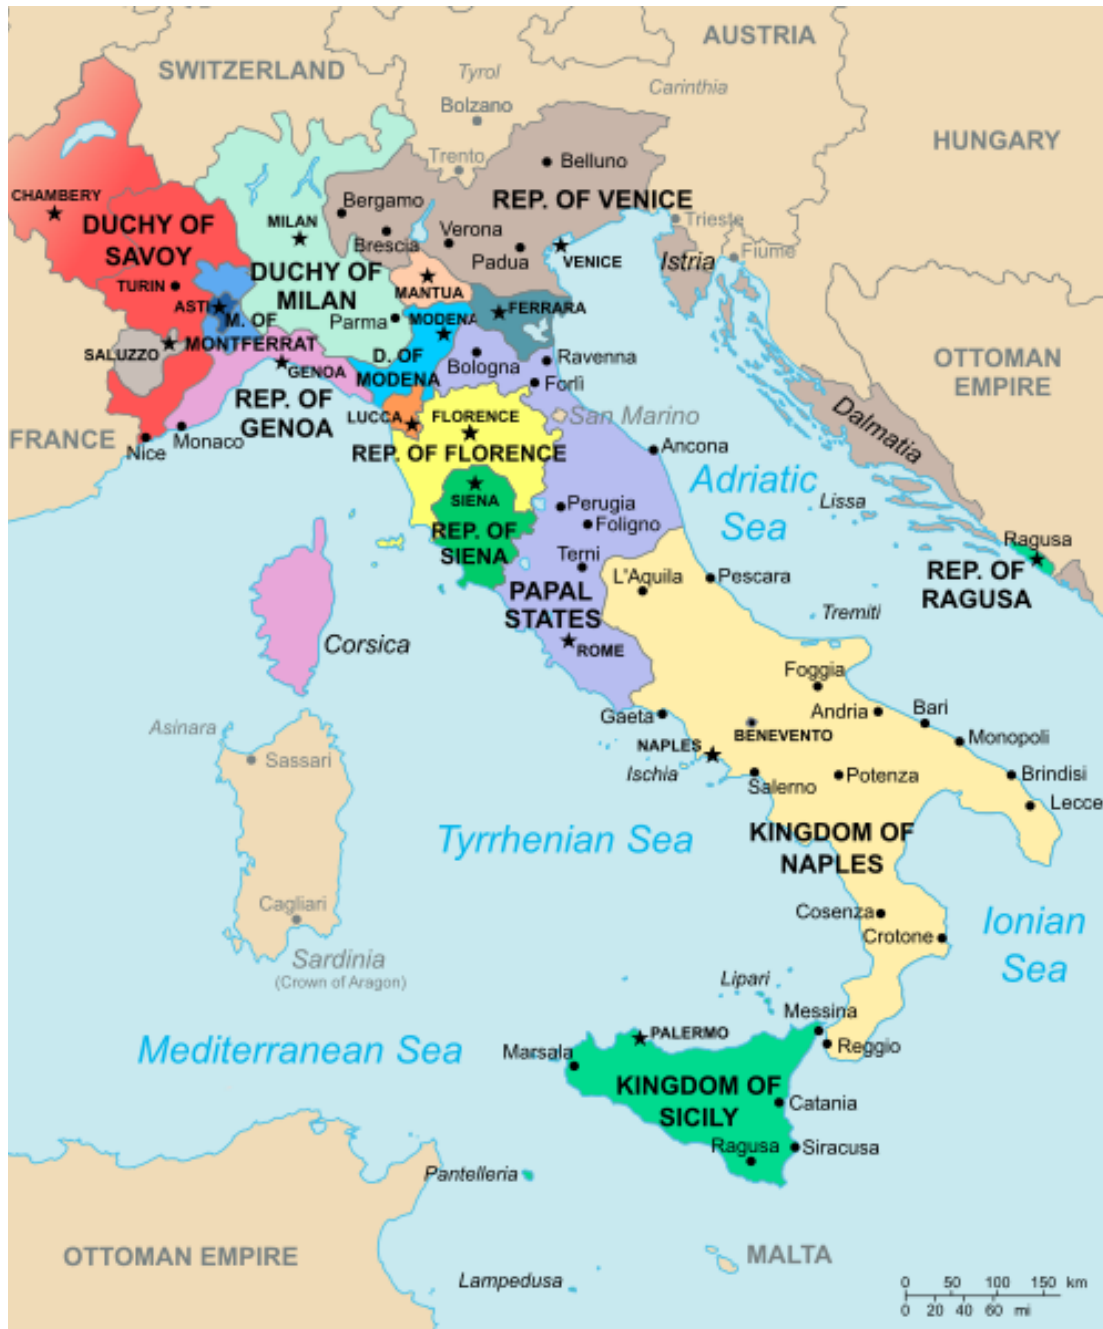 AUSTRIA
SWITZERLAND
Tyrol
Carinthia
Bolzano
HUNGARY
Trento
Belluno
CHAMBERY
Bergamo
REP. OF VENICE
DUCHY OF
SAVOY
MILAN
Trieste
Verona
Brescia
Padua
VENICE
Istria
Fiume
DUCHY OF
MILAN
TURIN
MANTUA
ASTI
M. OF
MONTFERRAT
Parma
MODENA
FERRARA
SALUZZO
GENOA
D. OF
MODENA
Bologna
Ravenna
Forlì
OTTOMAN
EMPIRE
REP. OF
GENOA
LUCCA
FLORENCE
San Marino
Dalmatia
FRANCE
Nice
Monaco
REP. OF FLORENCE
Ancona
Adriatic
Sea
SIENA
REP. OF
SIENA
Perugia
Foligno
Lissa
Terni
Ragusa
L'Aquila
Pescara
REP. OF
RAGUSA
PAPAL
STATES
Tremiti
Corsica
ROME
Foggia
Asinara
Gaeta
Andria
Bari
Sassari
NAPLES
BENEVENTO
Monopoli
Ischia
Salerno
Potenza
Brindisi
Lecce
Tyrrhenian Sea
KINGDOM OF
NAPLES
Cagliari
Cosenza
Crotone
Ionian
Sea
Sardinia
(Crown of Aragon)
Lipari
Messina
Mediterranean Sea
PALERMO
Marsala
Reggio
KINGDOM OF
SICILY
Catania
Ragusa
Siracusa
Pantelleria
OTTOMAN EMPIRE
MALTA
Lampedusa
0 50 100 150 km
0 20 40 60 mi